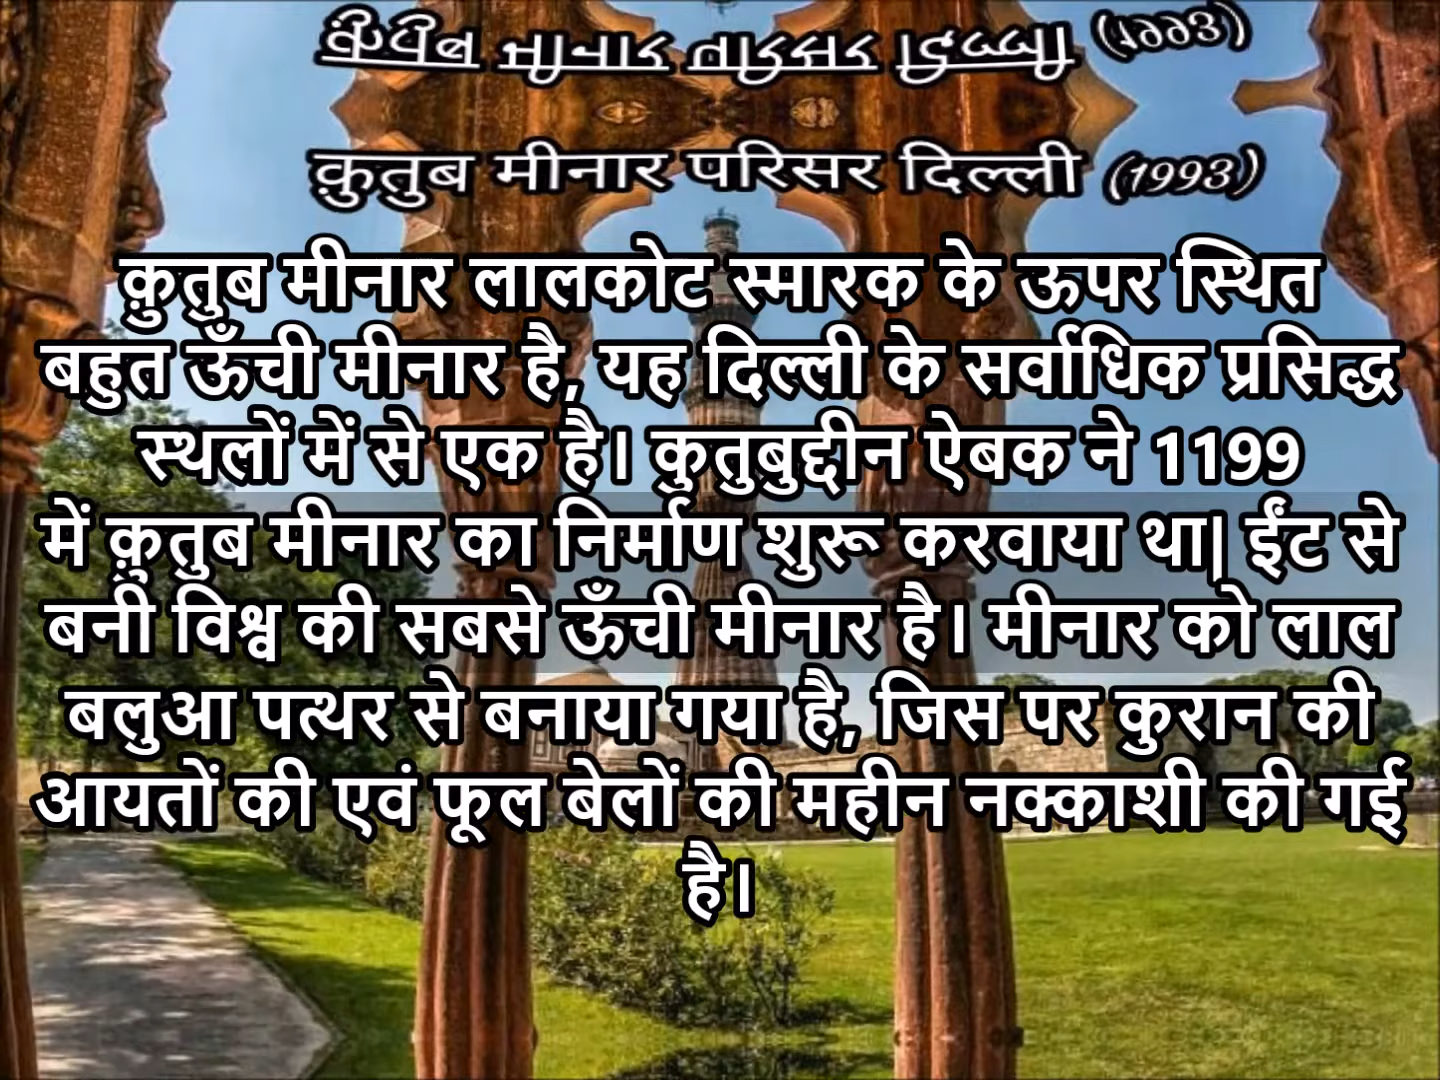 क़ुतुब मीनार परिसर दिल्ली (1993)
क़ुतुब मीनार लालकोट स्मारक के ऊपर स्थित
बहुत ऊँची मीनार है, यह दिल्ली के सर्वाधिक प्रसिद्ध
स्थलों में से एक है। कुतुबुद्दीन ऐबक ने 1199
में क़ुतुब मीनार का निर्माण शुरू करवाया था| ईंट से
बनी विश्व की सबसे ऊँची मीनार है। मीनार को लाल
बलुआ पत्थर से बनाया गया है, जिस पर कुरान की
आयतों की एवं फूल बेलों की महीन नक्काशी की गई
है।